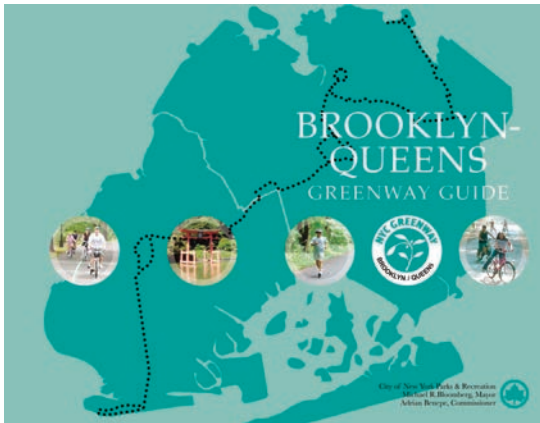 BROOKLYN-
QUEENS
GREENWAY GUIDE
NYC GREENWAY
BROOKLYN / QUEENS
City of New York Parks & Recreation
Michael R. Bloomberg, Mayor
Adrian Benepe, Commissioner